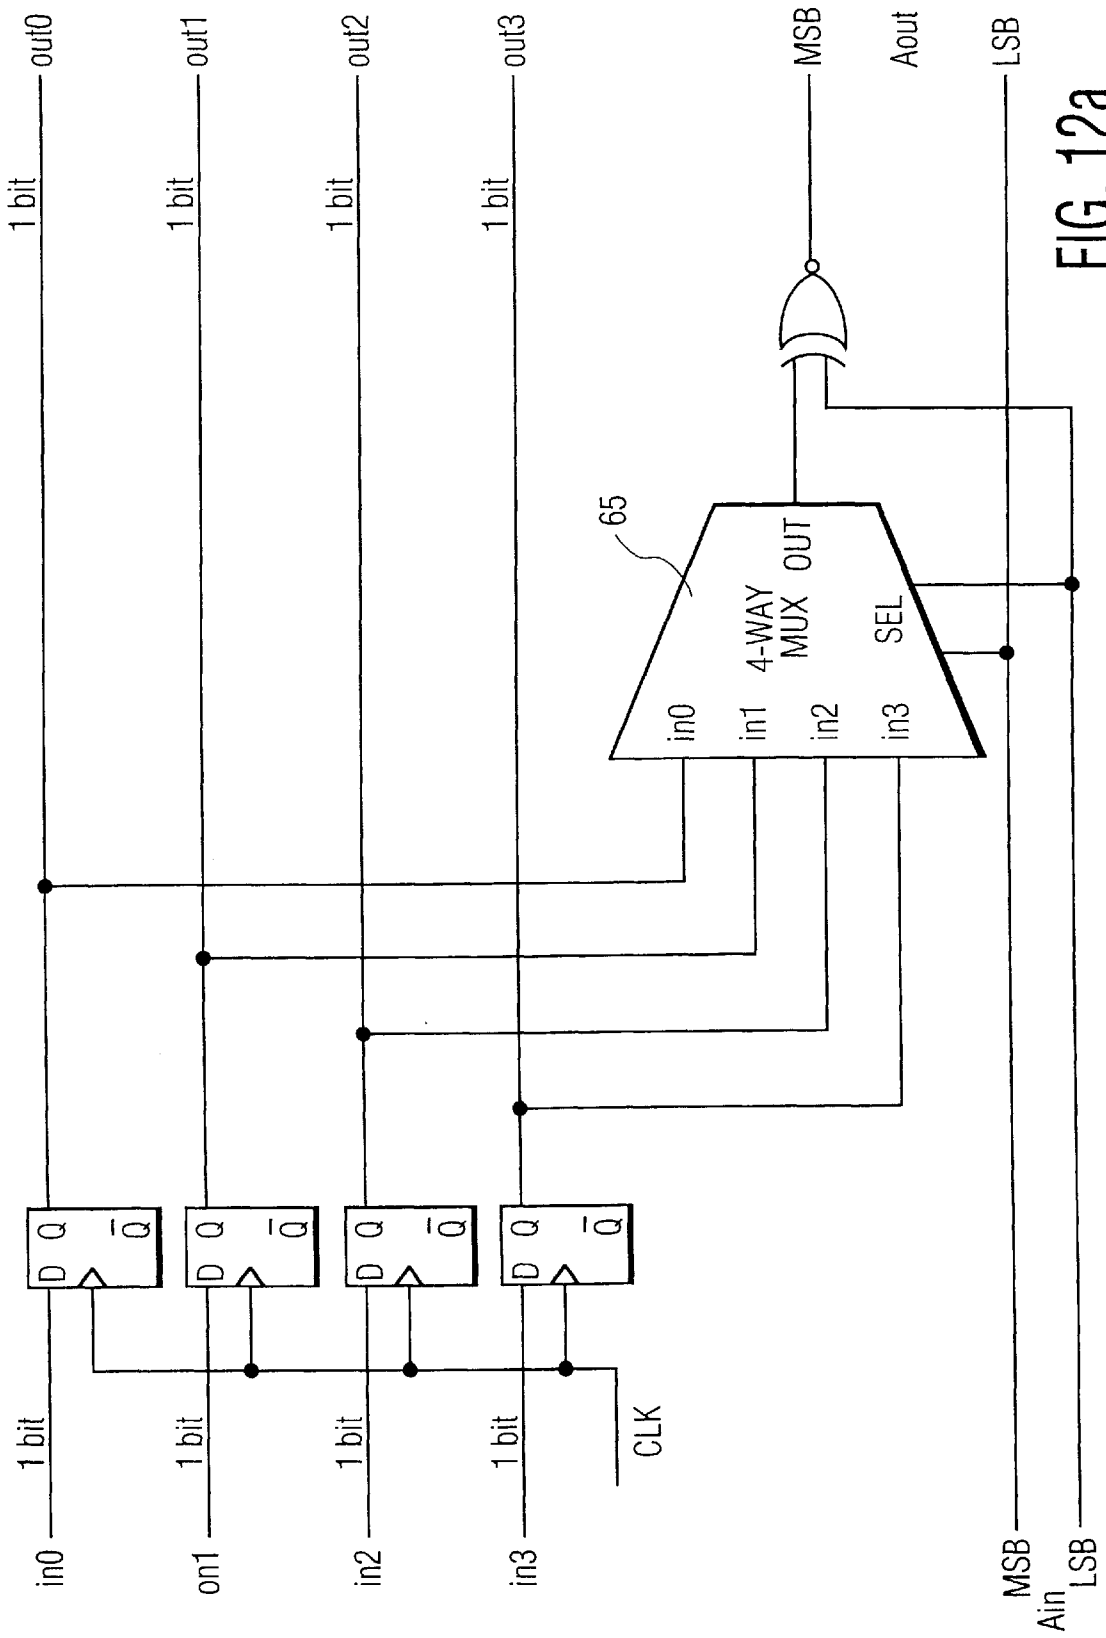 in0
1 bit
D Q
Q
1 bit
out0
on1
1 bit
D Q
Q
1 bit
out1
in2
1 bit
D Q
Q
1 bit
out2
in3
1 bit
D Q
Q
1 bit
out3
CLK
65
in0
in1
in2
in3
4-WAY
MUX
OUT
SEL
MSB
Aout
LSB
MSB
Ain
LSB
FIG. 12a